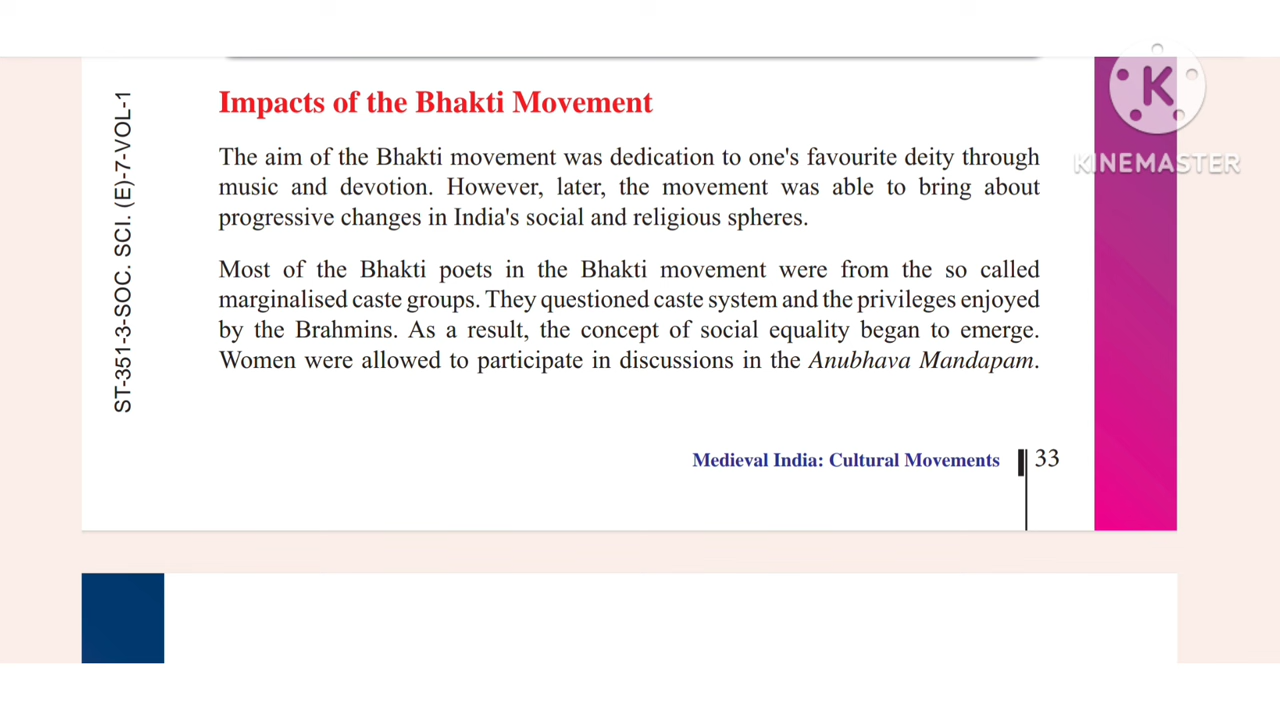 K
KINEMASTER
ST-351-3-SOC. SCI. (E)-7-VOL-1
Impacts of the Bhakti Movement
The aim of the Bhakti movement was dedication to one's favourite deity through
music and devotion. However, later, the movement was able to bring about
progressive changes in India's social and religious spheres.
Most of the Bhakti poets in the Bhakti movement were from the so called
marginalised caste groups. They questioned caste system and the privileges enjoyed
by the Brahmins. As a result, the concept of social equality began to emerge.
Women were allowed to participate in discussions in the Anubhava Mandapam.
Medieval India: Cultural Movements 33